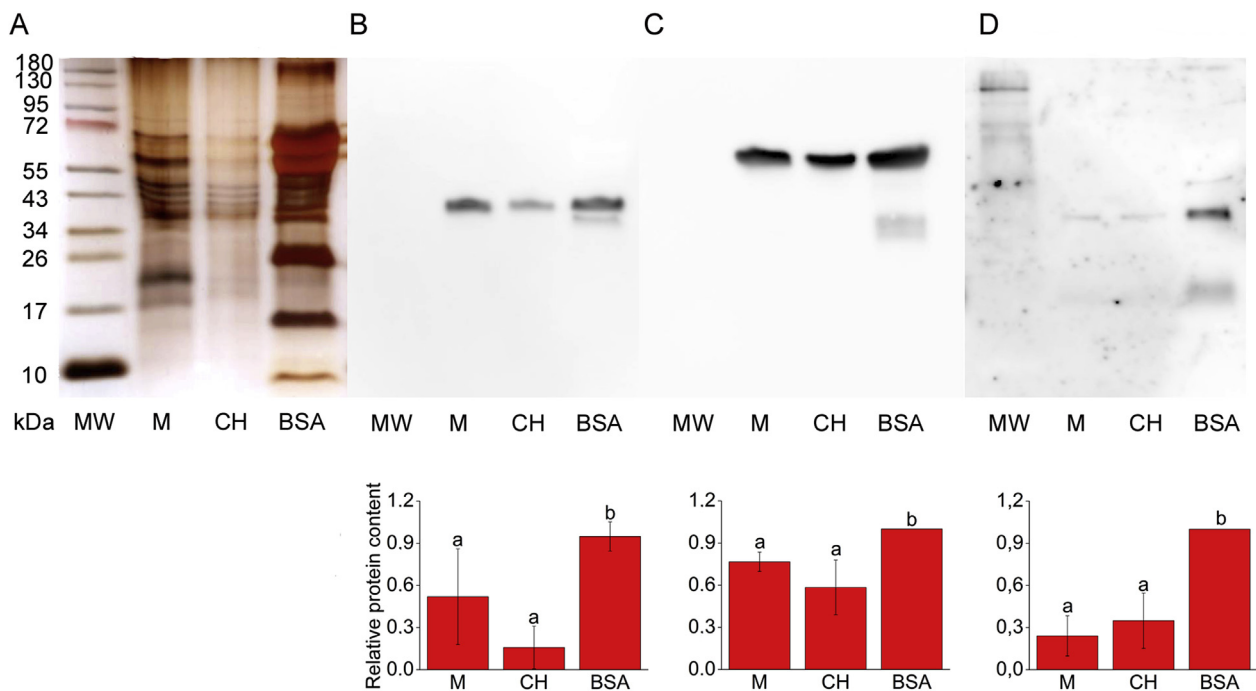 A B C D
180
130
95
72
55
43
34
26
17
10
kDa MW M CH BSA MW M CH BSA MW M CH BSA MW M CH BSA
Relative protein content
1.2
0.9
0.6
0.3
0.0
a
a
b
M CH BSA
1.2
0.9
0.6
0.3
0.0
a
a
b
M CH BSA
1,2
0,9
0,6
0,3
0,0
a
a
b
M CH BSA